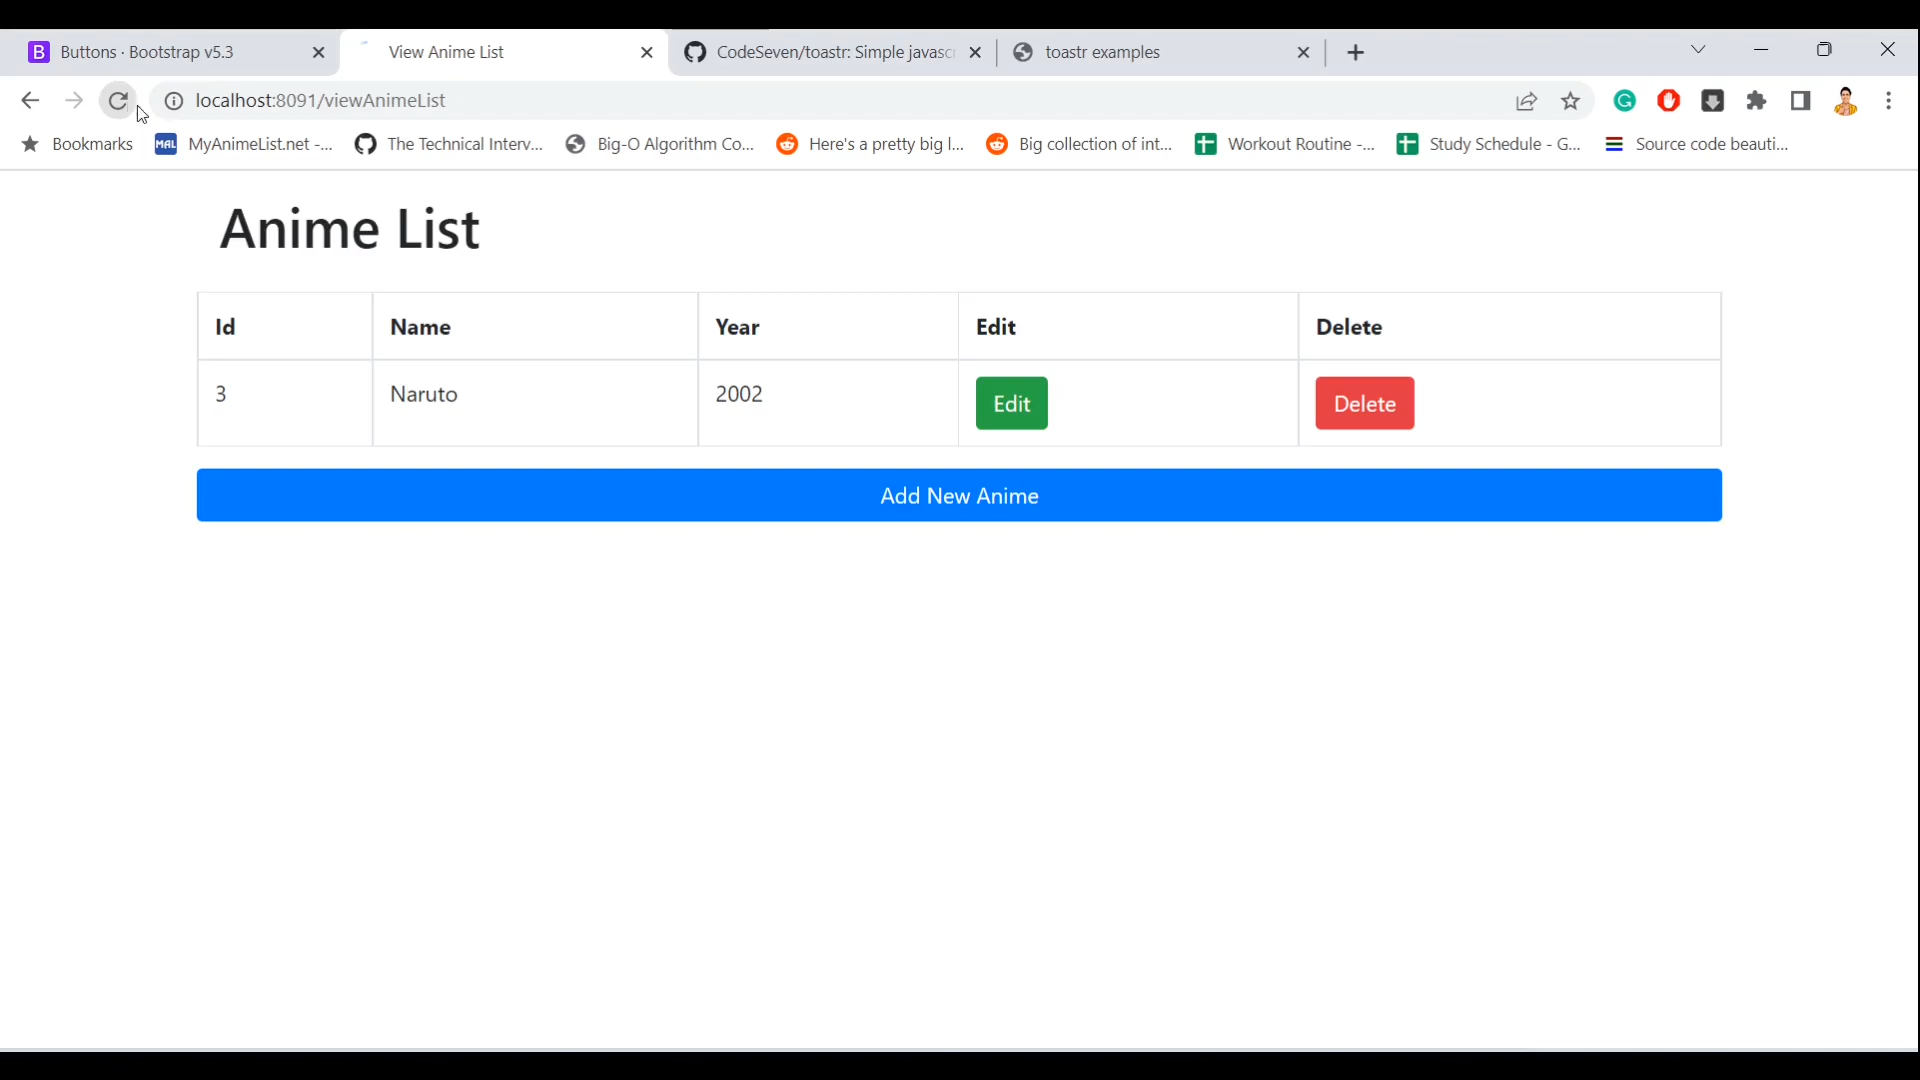 B Buttons · Bootstrap v5.3 View Anime List CodeSeven/toastr: Simple javasc toastr examples
localhost:8091/viewAnimeList G
Bookmarks MAL MyAnimeList.net -... The Technical Interv... Big-O Algorithm Co... Here's a pretty big l... Big collection of int... Workout Routine -... Study Schedule - G... Source code beauti...
Anime List
Id Name Year Edit Delete
3 Naruto 2002 Edit Delete
Add New Anime